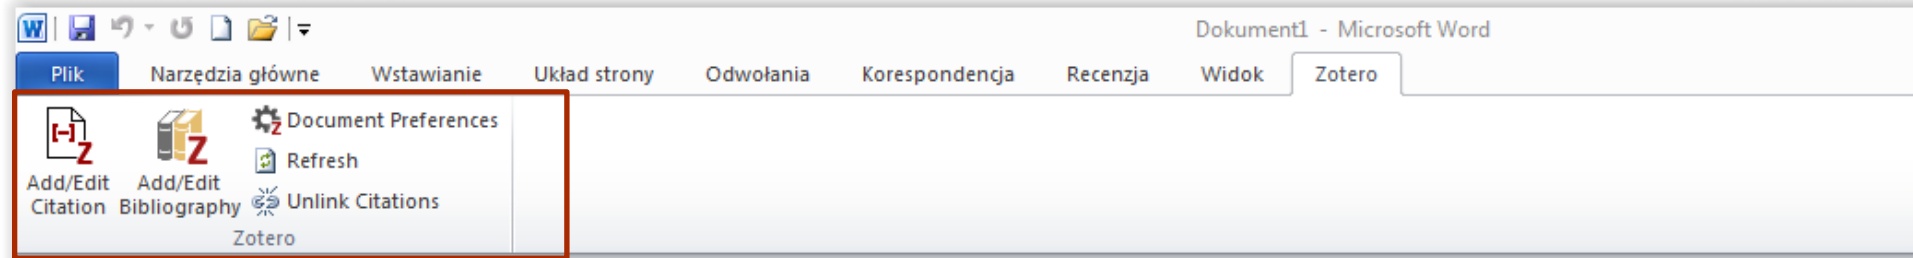 Dokument1 - Microsoft Word
Plik Narzędzia główne Wstawianie Układ strony Odwołania Korespondencja Recenzja Widok Zotero
Add/Edit Citation
Add/Edit Bibliography
Document Preferences
Refresh
Unlink Citations
Zotero